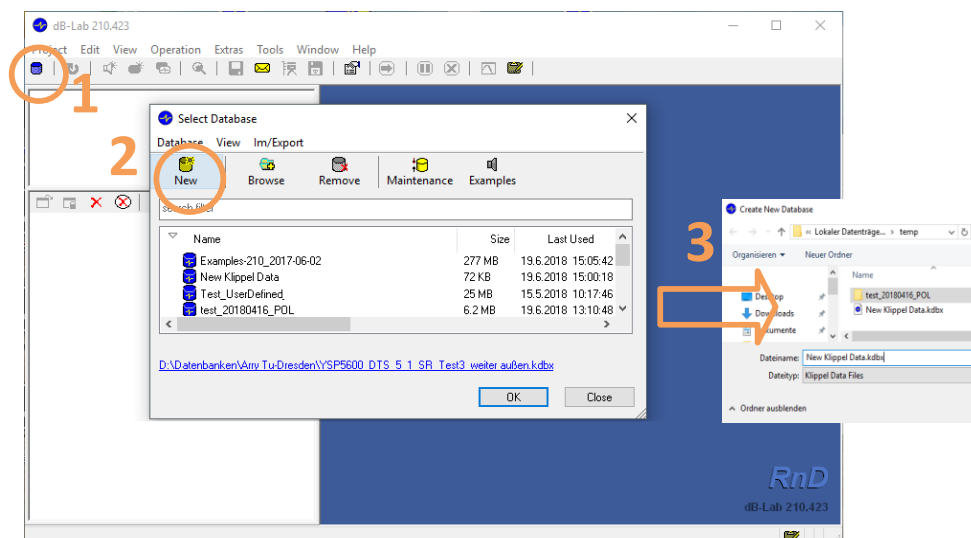 dB-Lab 210.423
Project Edit View Operation Extras Tools Window Help
1
Select Database
Database View Im/Export
2
New Browse Remove Maintenance Examples
search filter
Name Size Last Used
Examples-210_2017-06-02 277 MB 19.6.2018 15:05:42
New Klippel Data 72 KB 19.6.2018 15:00:18
Test_UserDefined 25 MB 15.5.2018 10:17:46
test_20180416_POL 6.2 MB 19.6.2018 13:10:48
D:\Datenbanken\Arry Tu-Dresden\YSP5600_DTS_5_1_SR_Test3_weiter außen.kdbx
OK Close
3
Create New Database
« Lokaler Datenträge... › temp
Organisieren Neuer Ordner
Name
Desktop
test_20180416_POL
Downloads
New Klippel Data.kdbx
Dokumente
Dateiname: New Klippel Data.kdbx
Dateityp: Klippel Data Files
Ordner ausblenden
RnD
dB-Lab 210.423